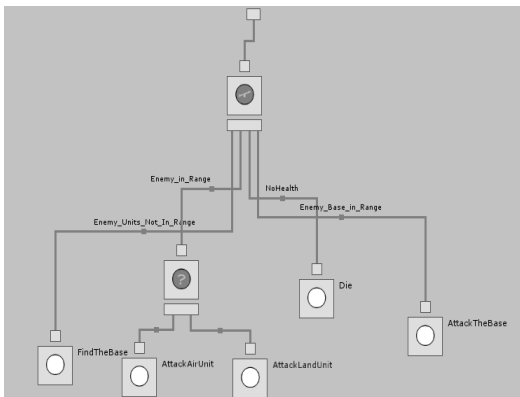 Enemy_in_Range
NoHealth
Enemy_Base_in_Range
Enemy_Units_Not_In_Range
?
Die
AttackTheBase
FindTheBase
AttackAirUnit
AttackLandUnit